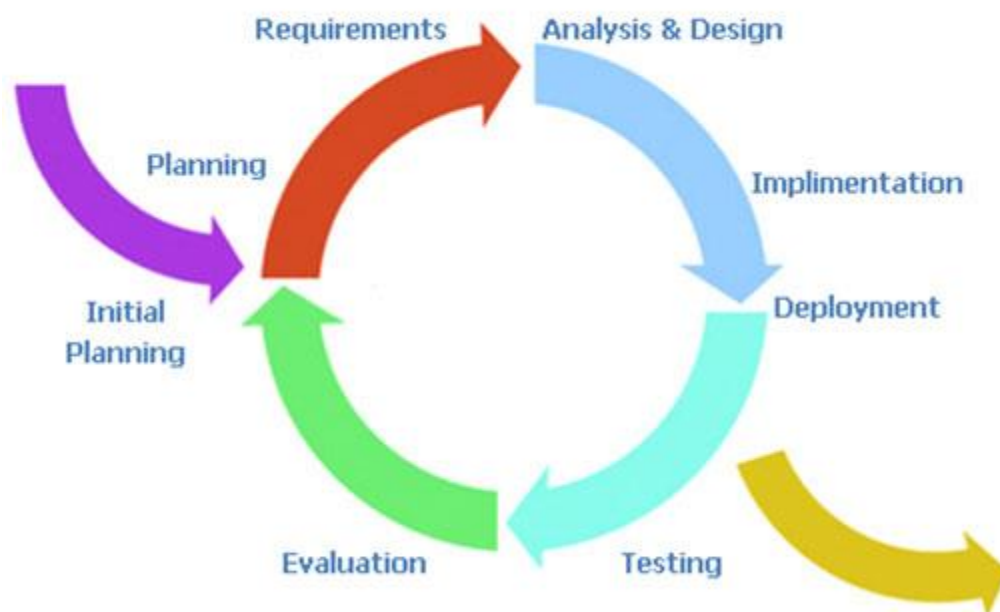 Requirements
Analysis & Design
Planning
Implimentation
Initial
Planning
Deployment
Evaluation
Testing